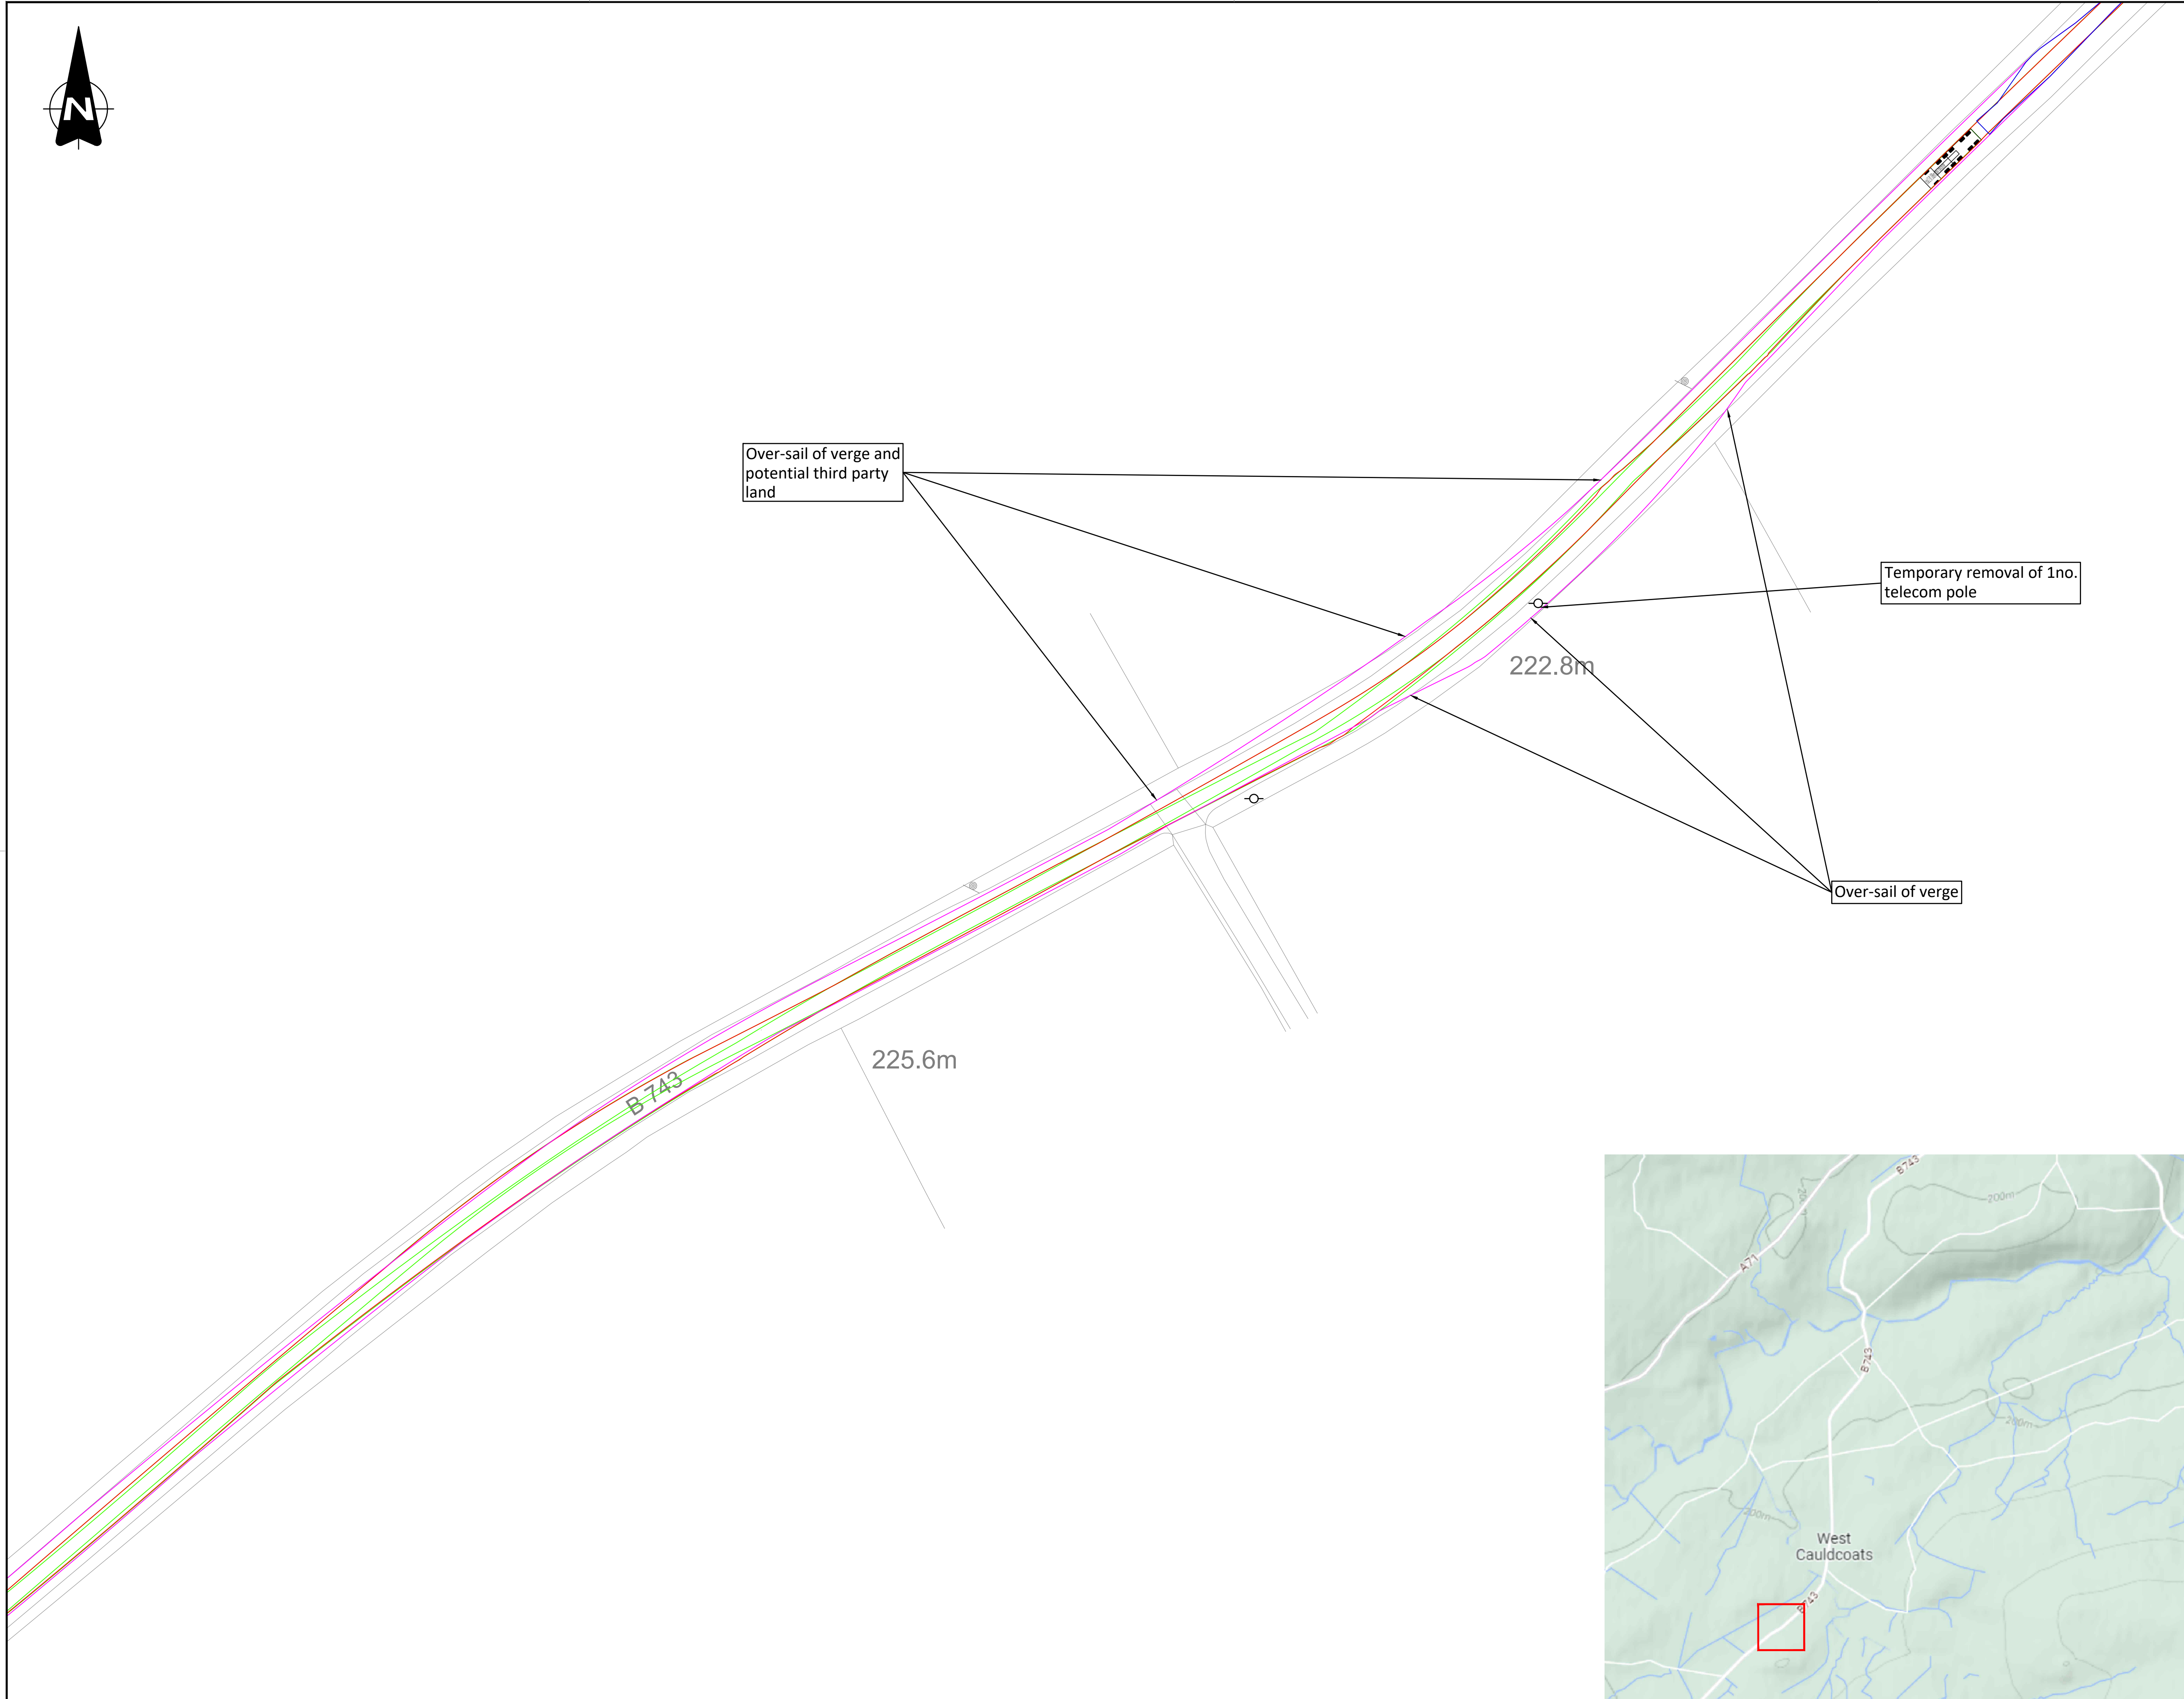 N
Over-sail of verge and
potential third party
land
Temporary removal of 1no.
telecom pole
222.8m
Over-sail of verge
225.6m
B 743
B743
200m
A71
B743
200m
200m
West
Cauldcoats
B743